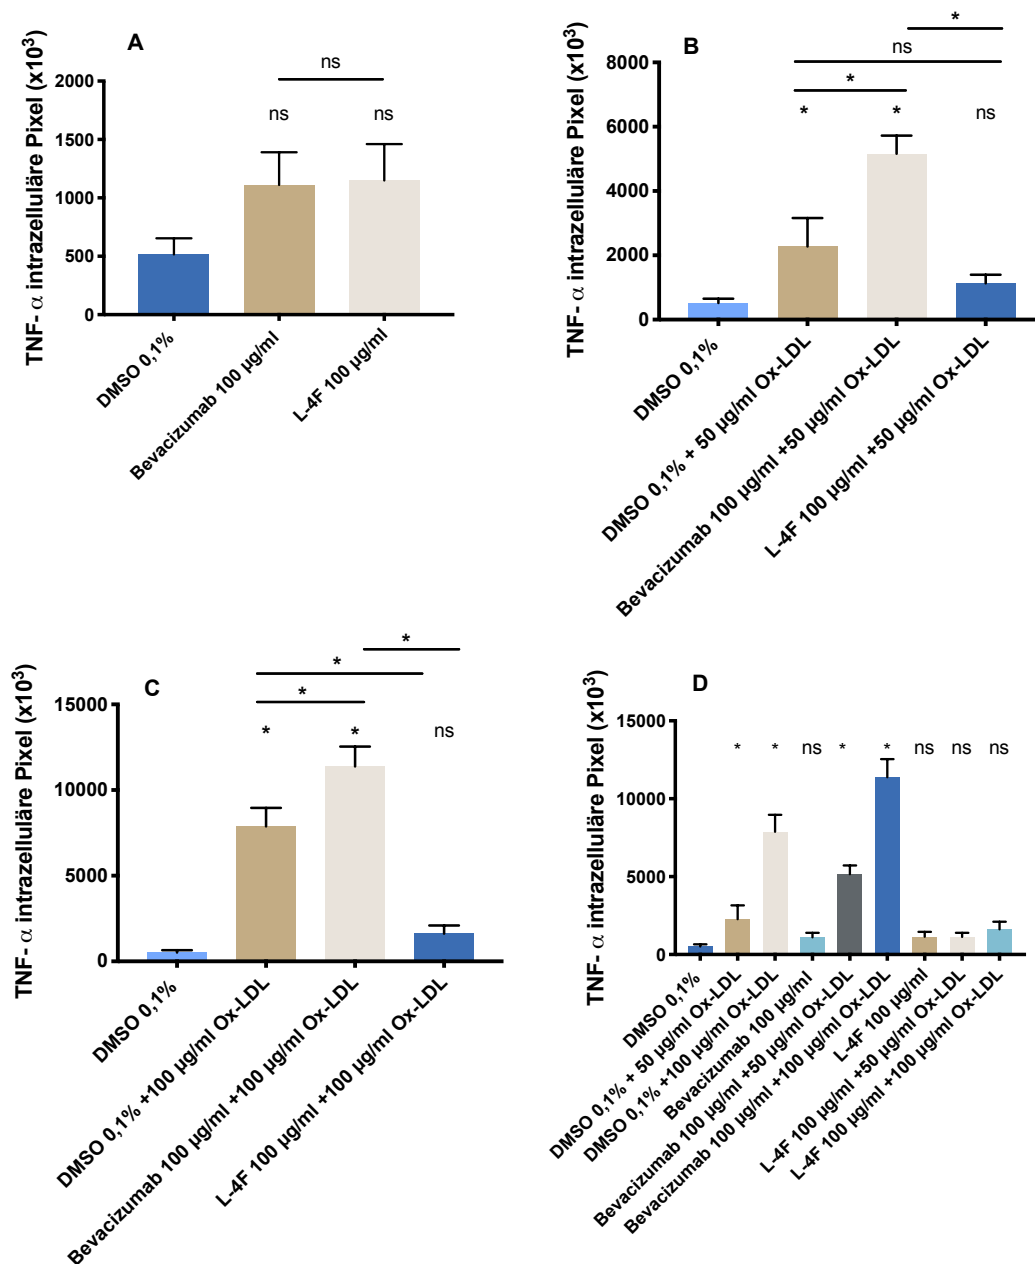 A
TNF- α intrazelluläre Pixel (x10³)
2000
1500
1000
500
0
ns
ns
ns
DMSO 0,1%
Bevacizumab 100 µg/ml
L-4F 100 µg/ml
B
TNF- α intrazelluläre Pixel (x10³)
8000
6000
4000
2000
0
*
ns
*
*
*
ns
DMSO 0,1%
DMSO 0,1% + 50 µg/ml Ox-LDL
Bevacizumab 100 µg/ml +50 µg/ml Ox-LDL
L-4F 100 µg/ml +50 µg/ml Ox-LDL
C
TNF- α intrazelluläre Pixel (x10³)
15000
10000
5000
0
*
*
*
*
*
ns
DMSO 0,1%
DMSO 0,1% +100 µg/ml Ox-LDL
Bevacizumab 100 µg/ml +100 µg/ml Ox-LDL
L-4F 100 µg/ml +100 µg/ml Ox-LDL
D
TNF- α intrazelluläre Pixel (x10³)
15000
10000
5000
0
* * ns * * ns ns ns
DMSO 0,1%
DMSO 0,1% + 50 µg/ml Ox-LDL
DMSO 0,1% +100 µg/ml Ox-LDL
Bevacizumab 100 µg/ml
Bevacizumab 100 µg/ml +50 µg/ml Ox-LDL
Bevacizumab 100 µg/ml +100 µg/ml Ox-LDL
L-4F 100 µg/ml
L-4F 100 µg/ml +50 µg/ml Ox-LDL
L-4F 100 µg/ml +100 µg/ml Ox-LDL